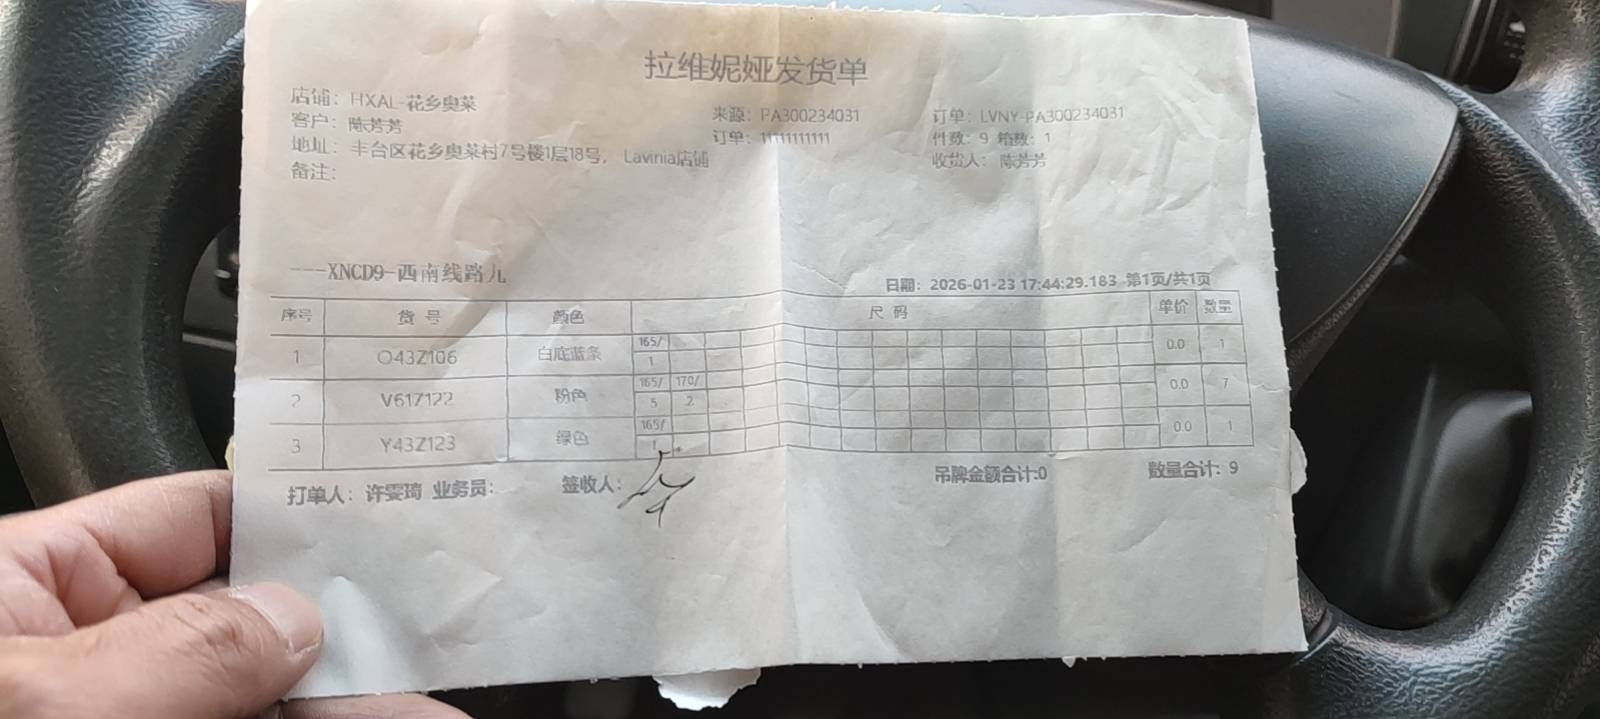 拉维妮娅发货单
店铺: HXAL-花乡奥莱 来源: PA300234031 订单: LVNY-PA300234031
客户: 陈芳芳 订单: 11111111111 件数: 9 箱数: 1
地址: 丰台区花乡奥莱村7号楼1层18号, Lavinia店铺 收货人: 陈芳芳
备注:
---XNCD9-西南线路九 日期: 2026-01-23 17:44:29.183 第1页/共1页
序号 货号 颜色 尺码 单价 数量
165/
1 O43Z106 白底蓝条 1 0.0 1
165/ 170/
2 V61Z122 粉色 5 2 0.0 7
165/
3 Y43Z123 绿色 1 0.0 1
打单人: 许雯琦 业务员: 签收人: 吊牌金额合计:0 数量合计: 9